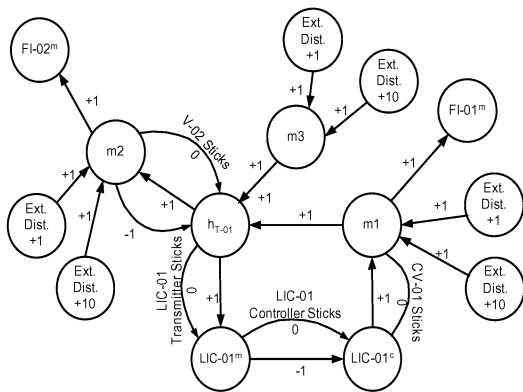 FI-02ᵐ
Ext.
Dist.
+1
Ext.
Dist.
+10
FI-01ᵐ
+1
+1
+1
m3
V-02 Sticks
0
m2
+1
+1
+1
+1
+1
+1
Ext.
Dist.
+1
-1
+1
hT-01
+1
m1
+1
Ext.
Dist.
+1
+1
Ext.
Dist.
+10
Ext.
Dist.
+10
LIC-01
Transmitter Sticks
0
+1
LIC-01
Controller Sticks
0
+1
0
CV-01 Sticks
LIC-01ᵐ
-1
LIC-01ᶜ